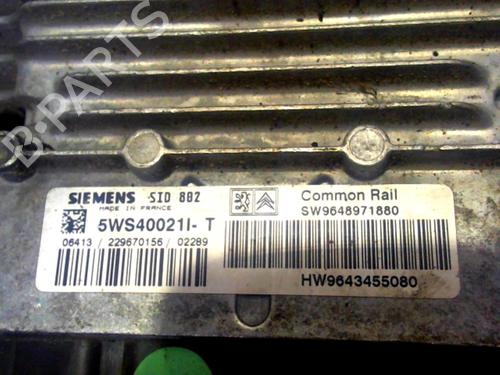 B-PARTS
SIEMENS SID 802
MADE IN FRANCE
5WS40021I- T
06413 / 229670156 / 02289
Common Rail
SW9648971880
HW9643455080